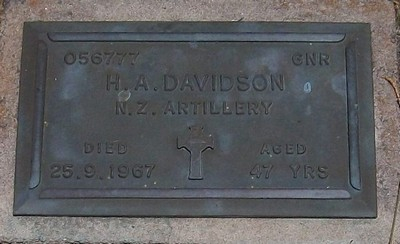 056777 GNR
H. A. DAVIDSON
N.Z. ARTILLERY
DIED AGED
25.9.1967 47 YRS